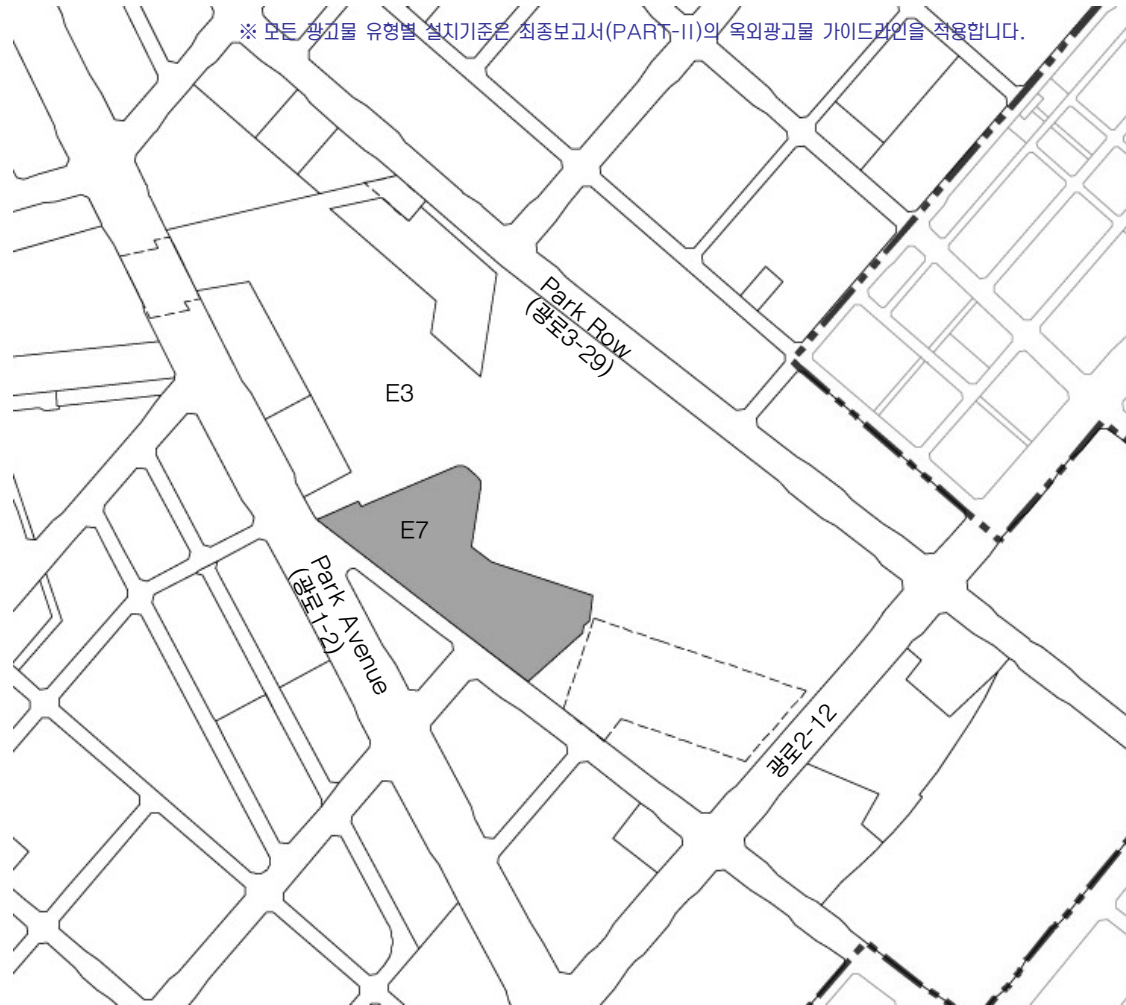 ※ 모든 광고물 유형별 설치기준은 최종보고서(PART-II)의 옥외광고물 가이드라인을 적용합니다.
Park Row
(광로3-29)
E3
E7
Park Avenue
(광로1-2)
광로2-12